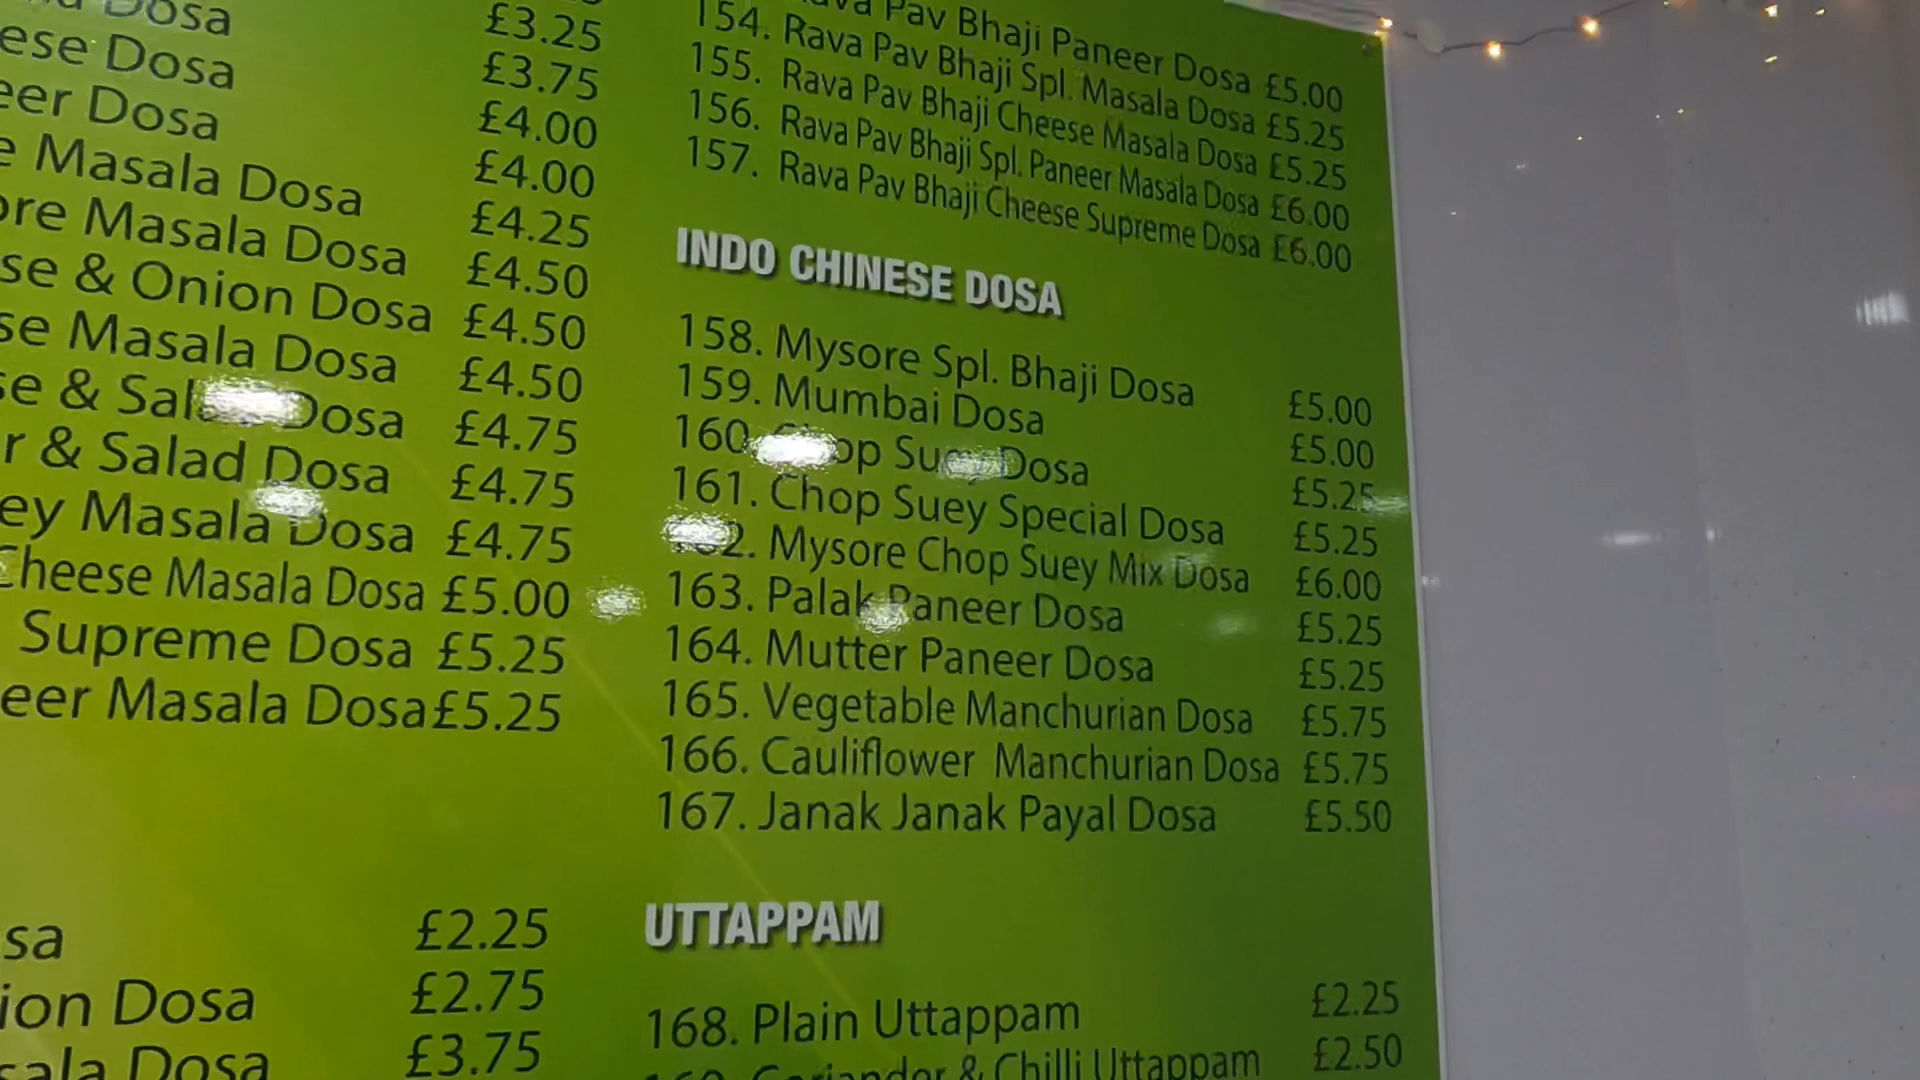 Dosa
ese Dosa £3.25
eer Dosa £3.75
£4.00
e Masala Dosa £4.00
ore Masala Dosa £4.25
se & Onion Dosa £4.50
se Masala Dosa £4.50
se & Salad Dosa £4.50
r & Salad Dosa £4.75
ey Masala Dosa £4.75
Cheese Masala Dosa £4.75
Supreme Dosa £5.00
eer Masala Dosa £5.25
£5.25
sa £2.25
ion Dosa £2.75
sala Dosa £3.75
Pav Bhaji Paneer Dosa £5.00
154. Rava Pav Bhaji Spl. Masala Dosa £5.25
155. Rava Pav Bhaji Cheese Masala Dosa £5.25
156. Rava Pav Bhaji Spl. Paneer Masala Dosa £6.00
157. Rava Pav Bhaji Cheese Supreme Dosa £6.00
INDO CHINESE DOSA
158. Mysore Spl. Bhaji Dosa £5.00
159. Mumbai Dosa £5.00
160. Chop Suey Dosa £5.25
161. Chop Suey Special Dosa £5.25
162. Mysore Chop Suey Mix Dosa £6.00
163. Palak Paneer Dosa £5.25
164. Mutter Paneer Dosa £5.25
165. Vegetable Manchurian Dosa £5.75
166. Cauliflower Manchurian Dosa £5.75
167. Janak Janak Payal Dosa £5.50
UTTAPPAM
168. Plain Uttappam £2.25
169. Coriander & Chilli Uttappam £2.50